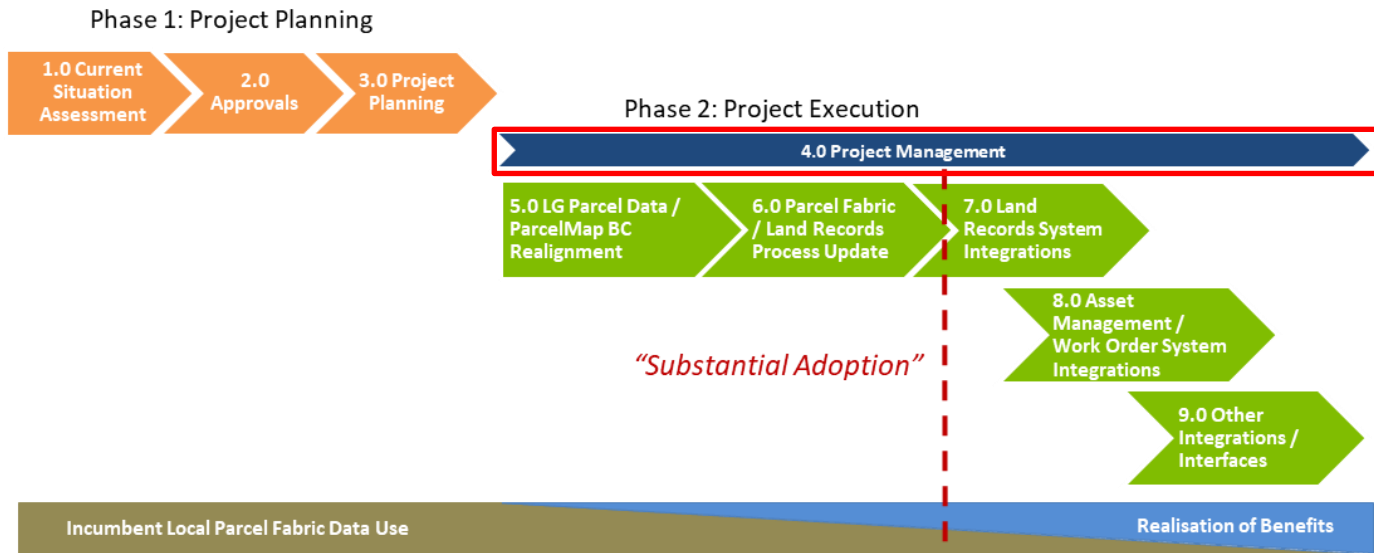 Phase 1: Project Planning
1.0 Current
Situation
Assessment
2.0
Approvals
3.0 Project
Planning
Phase 2: Project Execution
4.0 Project Management
5.0 LG Parcel Data /
ParcelMap BC
Realignment
6.0 Parcel Fabric
/ Land Records
Process Update
7.0 Land
Records System
Integrations
8.0 Asset
Management /
Work Order System
Integrations
“Substantial Adoption”
9.0 Other
Integrations /
Interfaces
Incumbent Local Parcel Fabric Data Use
Realisation of Benefits